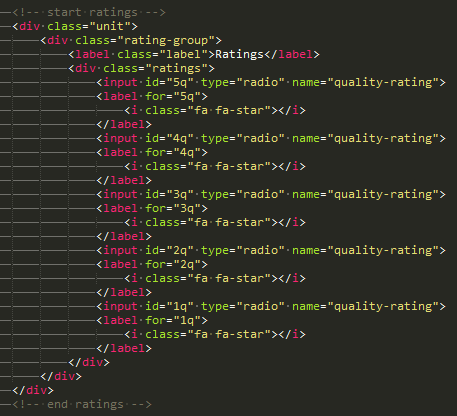 <!-- start ratings -->
<div class="unit">
<div class="rating-group">
<label class="label">Ratings</label>
<div class="ratings">
<input id="5q" type="radio" name="quality-rating">
<label for="5q">
<i class="fa fa-star"></i>
</label>
<input id="4q" type="radio" name="quality-rating">
<label for="4q">
<i class="fa fa-star"></i>
</label>
<input id="3q" type="radio" name="quality-rating">
<label for="3q">
<i class="fa fa-star"></i>
</label>
<input id="2q" type="radio" name="quality-rating">
<label for="2q">
<i class="fa fa-star"></i>
</label>
<input id="1q" type="radio" name="quality-rating">
<label for="1q">
<i class="fa fa-star"></i>
</label>
</div>
</div>
</div>
<!-- end ratings -->